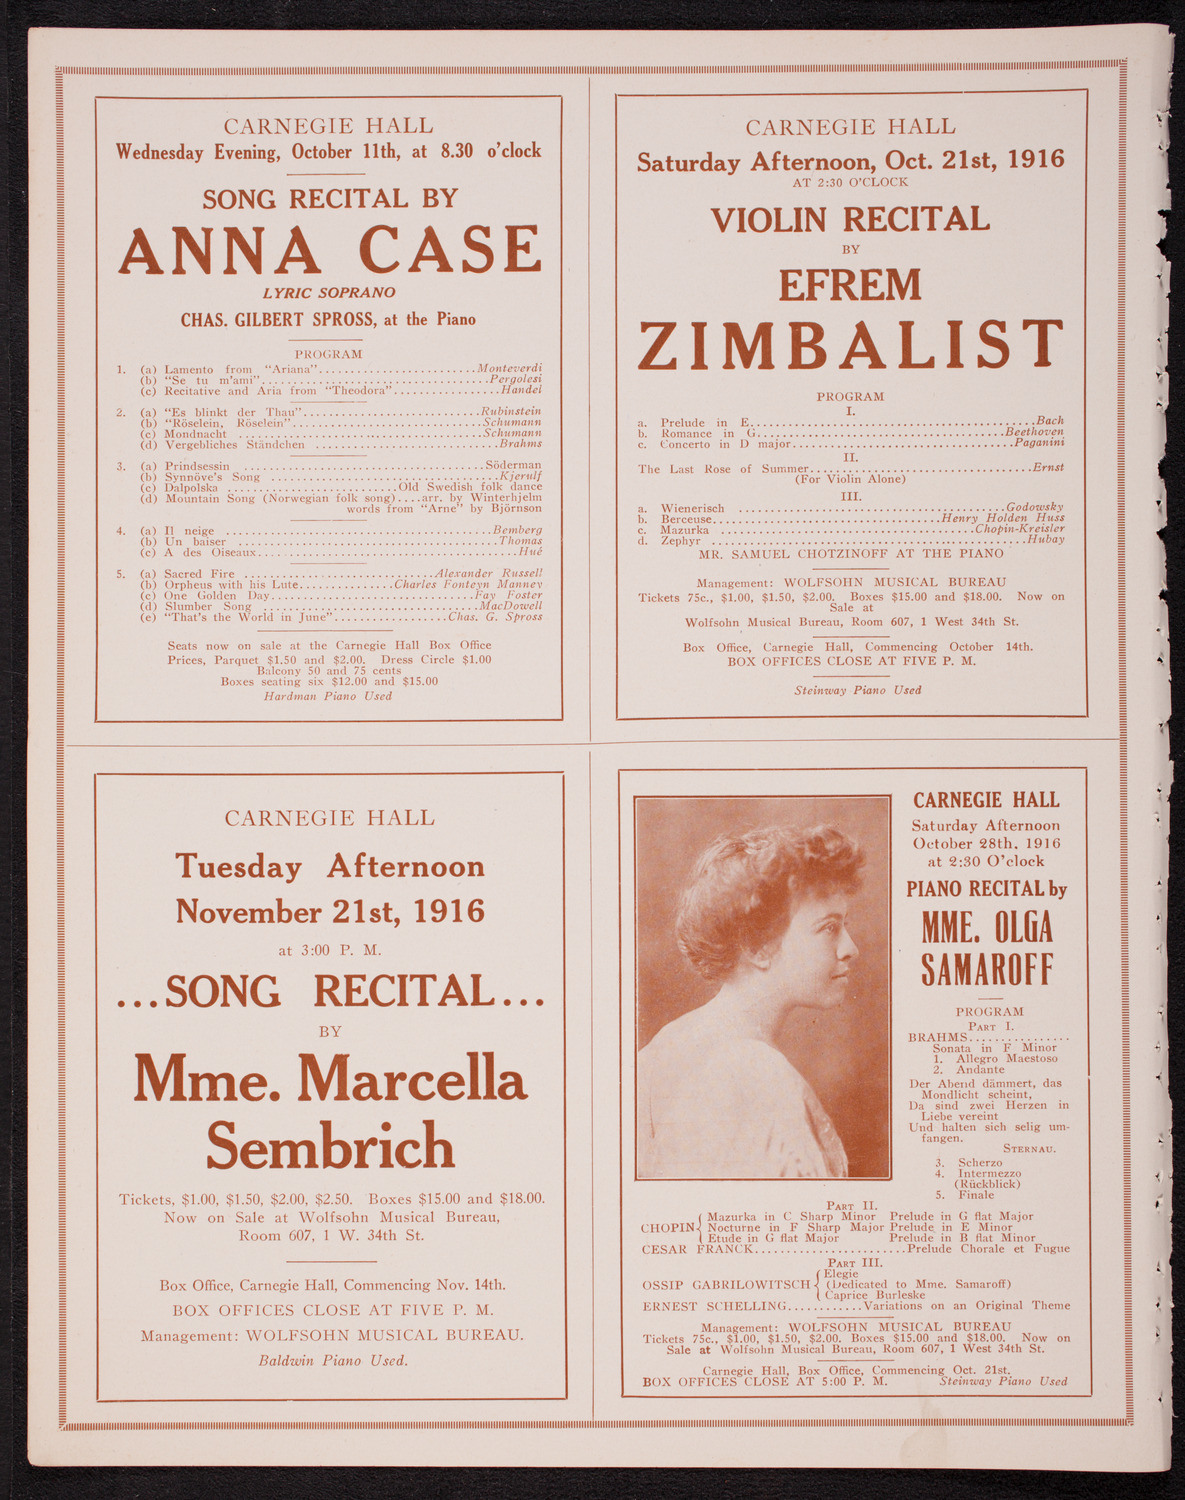 CARNEGIE HALL
Wednesday Evening, October 11th, at 8.30 o'clock
SONG RECITAL BY
ANNA CASE
LYRIC SOPRANO
CHAS. GILBERT SPROSS, at the Piano
PROGRAM
1. (a) Lamento from "Ariana"........................Monteverdi
(b) "Se tu m'ami"...................................Pergolesi
(c) Recitative and Aria from "Theodora".................Handel
2. (a) "Es blinkt der Thau"...........................Rubinstein
(b) "Röselein, Röselein".............................Schumann
(c) Mondnacht ......................................Schumann
(d) Vergebliches Ständchen ............................Brahms
3. (a) Prindsessin .....................................Söderman
(b) Synnöve's Song ...................................Kjerulf
(c) Dalpolska ..........................Old Swedish folk dance
(d) Mountain Song (Norwegian folk song)....arr. by Winterhjelm
words from "Arne" by Björnson
4. (a) Il neige .........................................Bemberg
(b) Un baiser ........................................Thomas
(c) A des Oiseaux........................................Hué
5. (a) Sacred Fire .............................Alexander Russell
(b) Orpheus with his Lute..............Charles Fonteyn Manney
(c) One Golden Day...............................Fay Foster
(d) Slumber Song .................................MacDowell
(e) "That's the World in June".................Chas. G. Spross
Seats now on sale at the Carnegie Hall Box Office
Prices, Parquet $1.50 and $2.00. Dress Circle $1.00
Balcony 50 and 75 cents
Boxes seating six $12.00 and $15.00
Hardman Piano Used
CARNEGIE HALL
Saturday Afternoon, Oct. 21st, 1916
AT 2:30 O'CLOCK
VIOLIN RECITAL
BY
EFREM
ZIMBALIST
PROGRAM
I.
a. Prelude in E............................................Bach
b. Romance in G......................................Beethoven
c. Concerto in D major..................................Paganini
II.
The Last Rose of Summer..................................Ernst
(For Violin Alone)
III.
a. Wienerisch .........................................Godowsky
b. Berceuse...................................Henry Holden Huss
c. Mazurka .......................................Chopin-Kreisler
d. Zephyr .................................................Hubay
MR. SAMUEL CHOTZINOFF AT THE PIANO
Management: WOLFSOHN MUSICAL BUREAU
Tickets 75c., $1.00, $1.50, $2.00. Boxes $15.00 and $18.00. Now on
Sale at
Wolfsohn Musical Bureau, Room 607, 1 West 34th St.
Box Office, Carnegie Hall, Commencing October 14th.
BOX OFFICES CLOSE AT FIVE P. M.
Steinway Piano Used
CARNEGIE HALL
Tuesday Afternoon
November 21st, 1916
at 3:00 P. M.
...SONG RECITAL...
BY
Mme. Marcella
Sembrich
Tickets, $1.00, $1.50, $2.00, $2.50. Boxes $15.00 and $18.00.
Now on Sale at Wolfsohn Musical Bureau,
Room 607, 1 W. 34th St.
Box Office, Carnegie Hall, Commencing Nov. 14th.
BOX OFFICES CLOSE AT FIVE P. M.
Management: WOLFSOHN MUSICAL BUREAU.
Baldwin Piano Used.
CARNEGIE HALL
Saturday Afternoon
October 28th, 1916
at 2:30 O'clock
PIANO RECITAL by
MME. OLGA
SAMAROFF
PROGRAM
PART I.
BRAHMS................
Sonata in F Minor
1. Allegro Maestoso
2. Andante
Der Abend dämmert, das
Mondlicht scheint,
Da sind zwei Herzen in
Liebe vereint
Und halten sich selig um-
fangen.
STERNAU.
3. Scherzo
4. Intermezzo
(Rückblick)
5. Finale
PART II.
Mazurka in C Sharp Minor Prelude in G flat Major
CHOPIN Nocturne in F Sharp Major Prelude in E Minor
Etude in G flat Major Prelude in B flat Minor
CESAR FRANCK........................Prelude Chorale et Fugue
PART III.
Elegie
OSSIP GABRILOWITSCH (Dedicated to Mme. Samaroff)
Caprice Burleske
ERNEST SCHELLING............Variations on an Original Theme
Management: WOLFSOHN MUSICAL BUREAU
Tickets 75c., $1.00, $1.50, $2.00. Boxes $15.00 and $18.00. Now on
Sale at Wolfsohn Musical Bureau, Room 607, 1 West 34th St.
Carnegie Hall, Box Office, Commencing Oct. 21st.
BOX OFFICES CLOSE AT 5:00 P. M. Steinway Piano Used